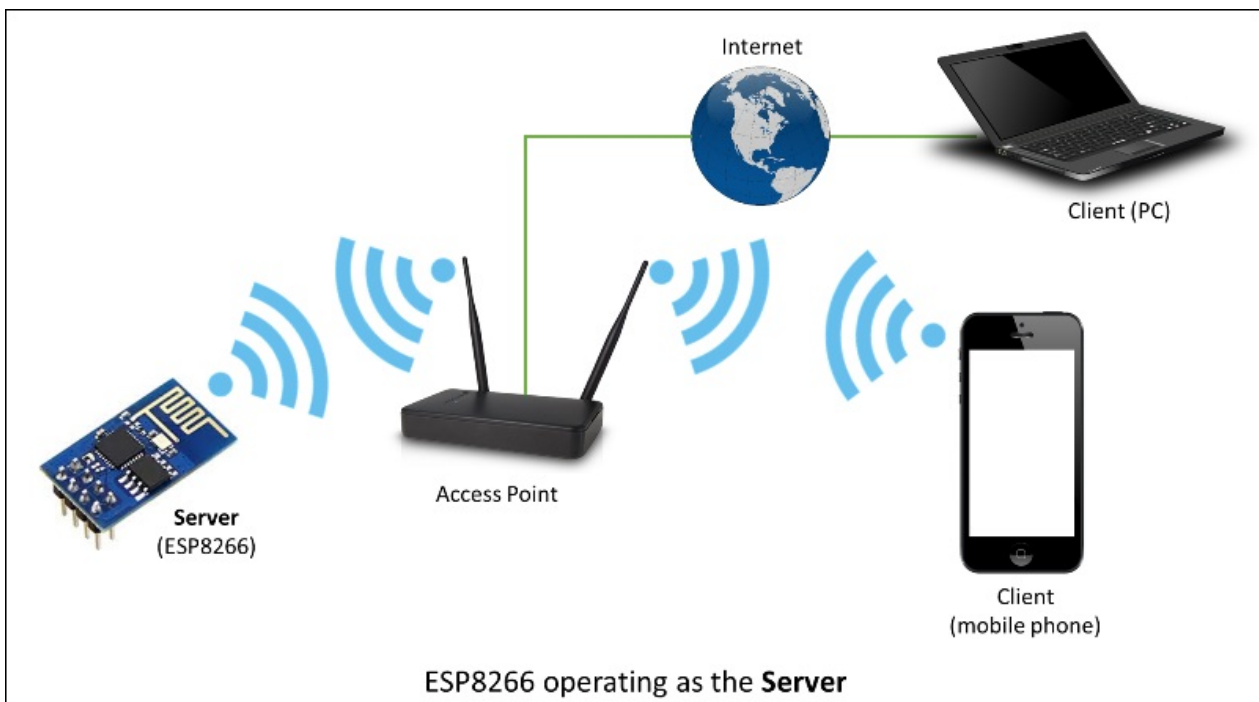 Internet
Client (PC)
Access Point
Server
(ESP8266)
Client
(mobile phone)
ESP8266 operating as the Server